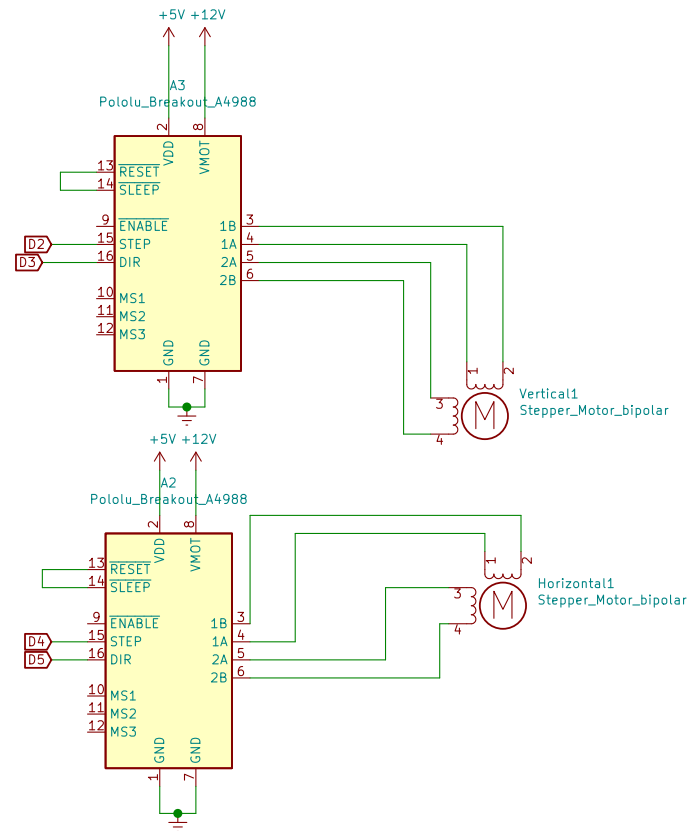 +5V +12V
A3
Pololu_Breakout_A4988
2 8
VDD VMOT
13 RESET
14 SLEEP
9 ENABLE 1B 3
15 STEP 1A 4
16 DIR 2A 5
2B 6
D2
D3
10 MS1
11 MS2
12 MS3
GND GND
1 7
1 2
3
4
M
Vertical1
Stepper_Motor_bipolar
+5V +12V
A2
Pololu_Breakout_A4988
2 8
VDD VMOT
13 RESET
14 SLEEP
9 ENABLE 1B 3
15 STEP 1A 4
16 DIR 2A 5
2B 6
D4
D5
10 MS1
11 MS2
12 MS3
GND GND
1 7
1 2
3
4
M
Horizontal1
Stepper_Motor_bipolar